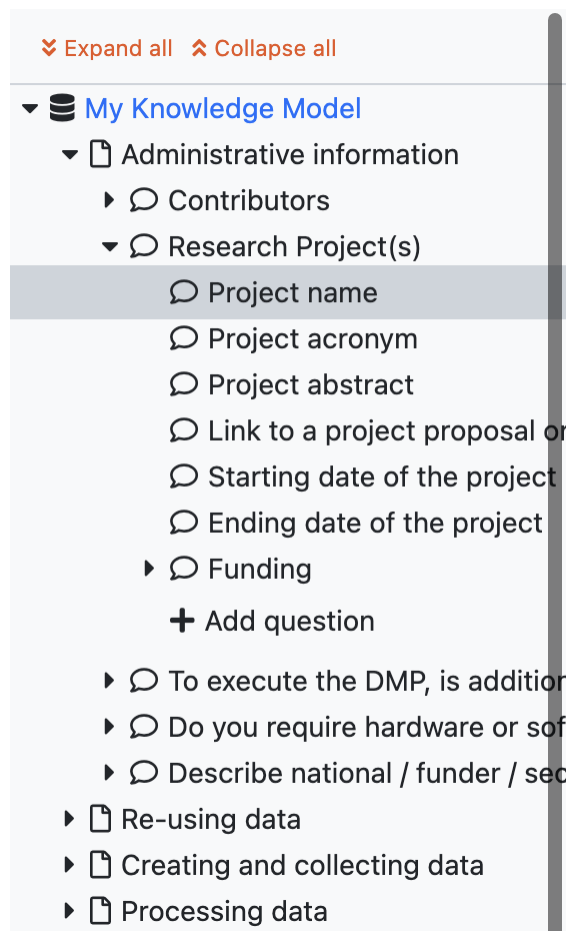 Expand all Collapse all
My Knowledge Model
Administrative information
Contributors
Research Project(s)
Project name
Project acronym
Project abstract
Link to a project proposal or
Starting date of the project
Ending date of the project
Funding
Add question
To execute the DMP, is addition
Do you require hardware or sof
Describe national / funder / sec
Re-using data
Creating and collecting data
Processing data